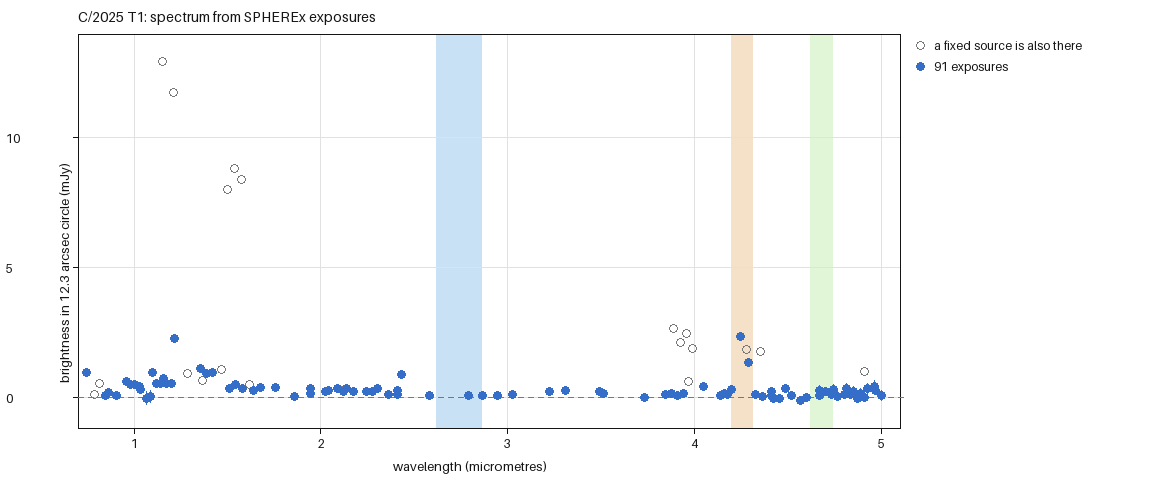 C/2025 T1: spectrum from SPHEREx exposures
a fixed source is also there
91 exposures
brightness in 12.3 arcsec circle (mJy)
10
5
0
1 2 3 4 5
wavelength (micrometres)